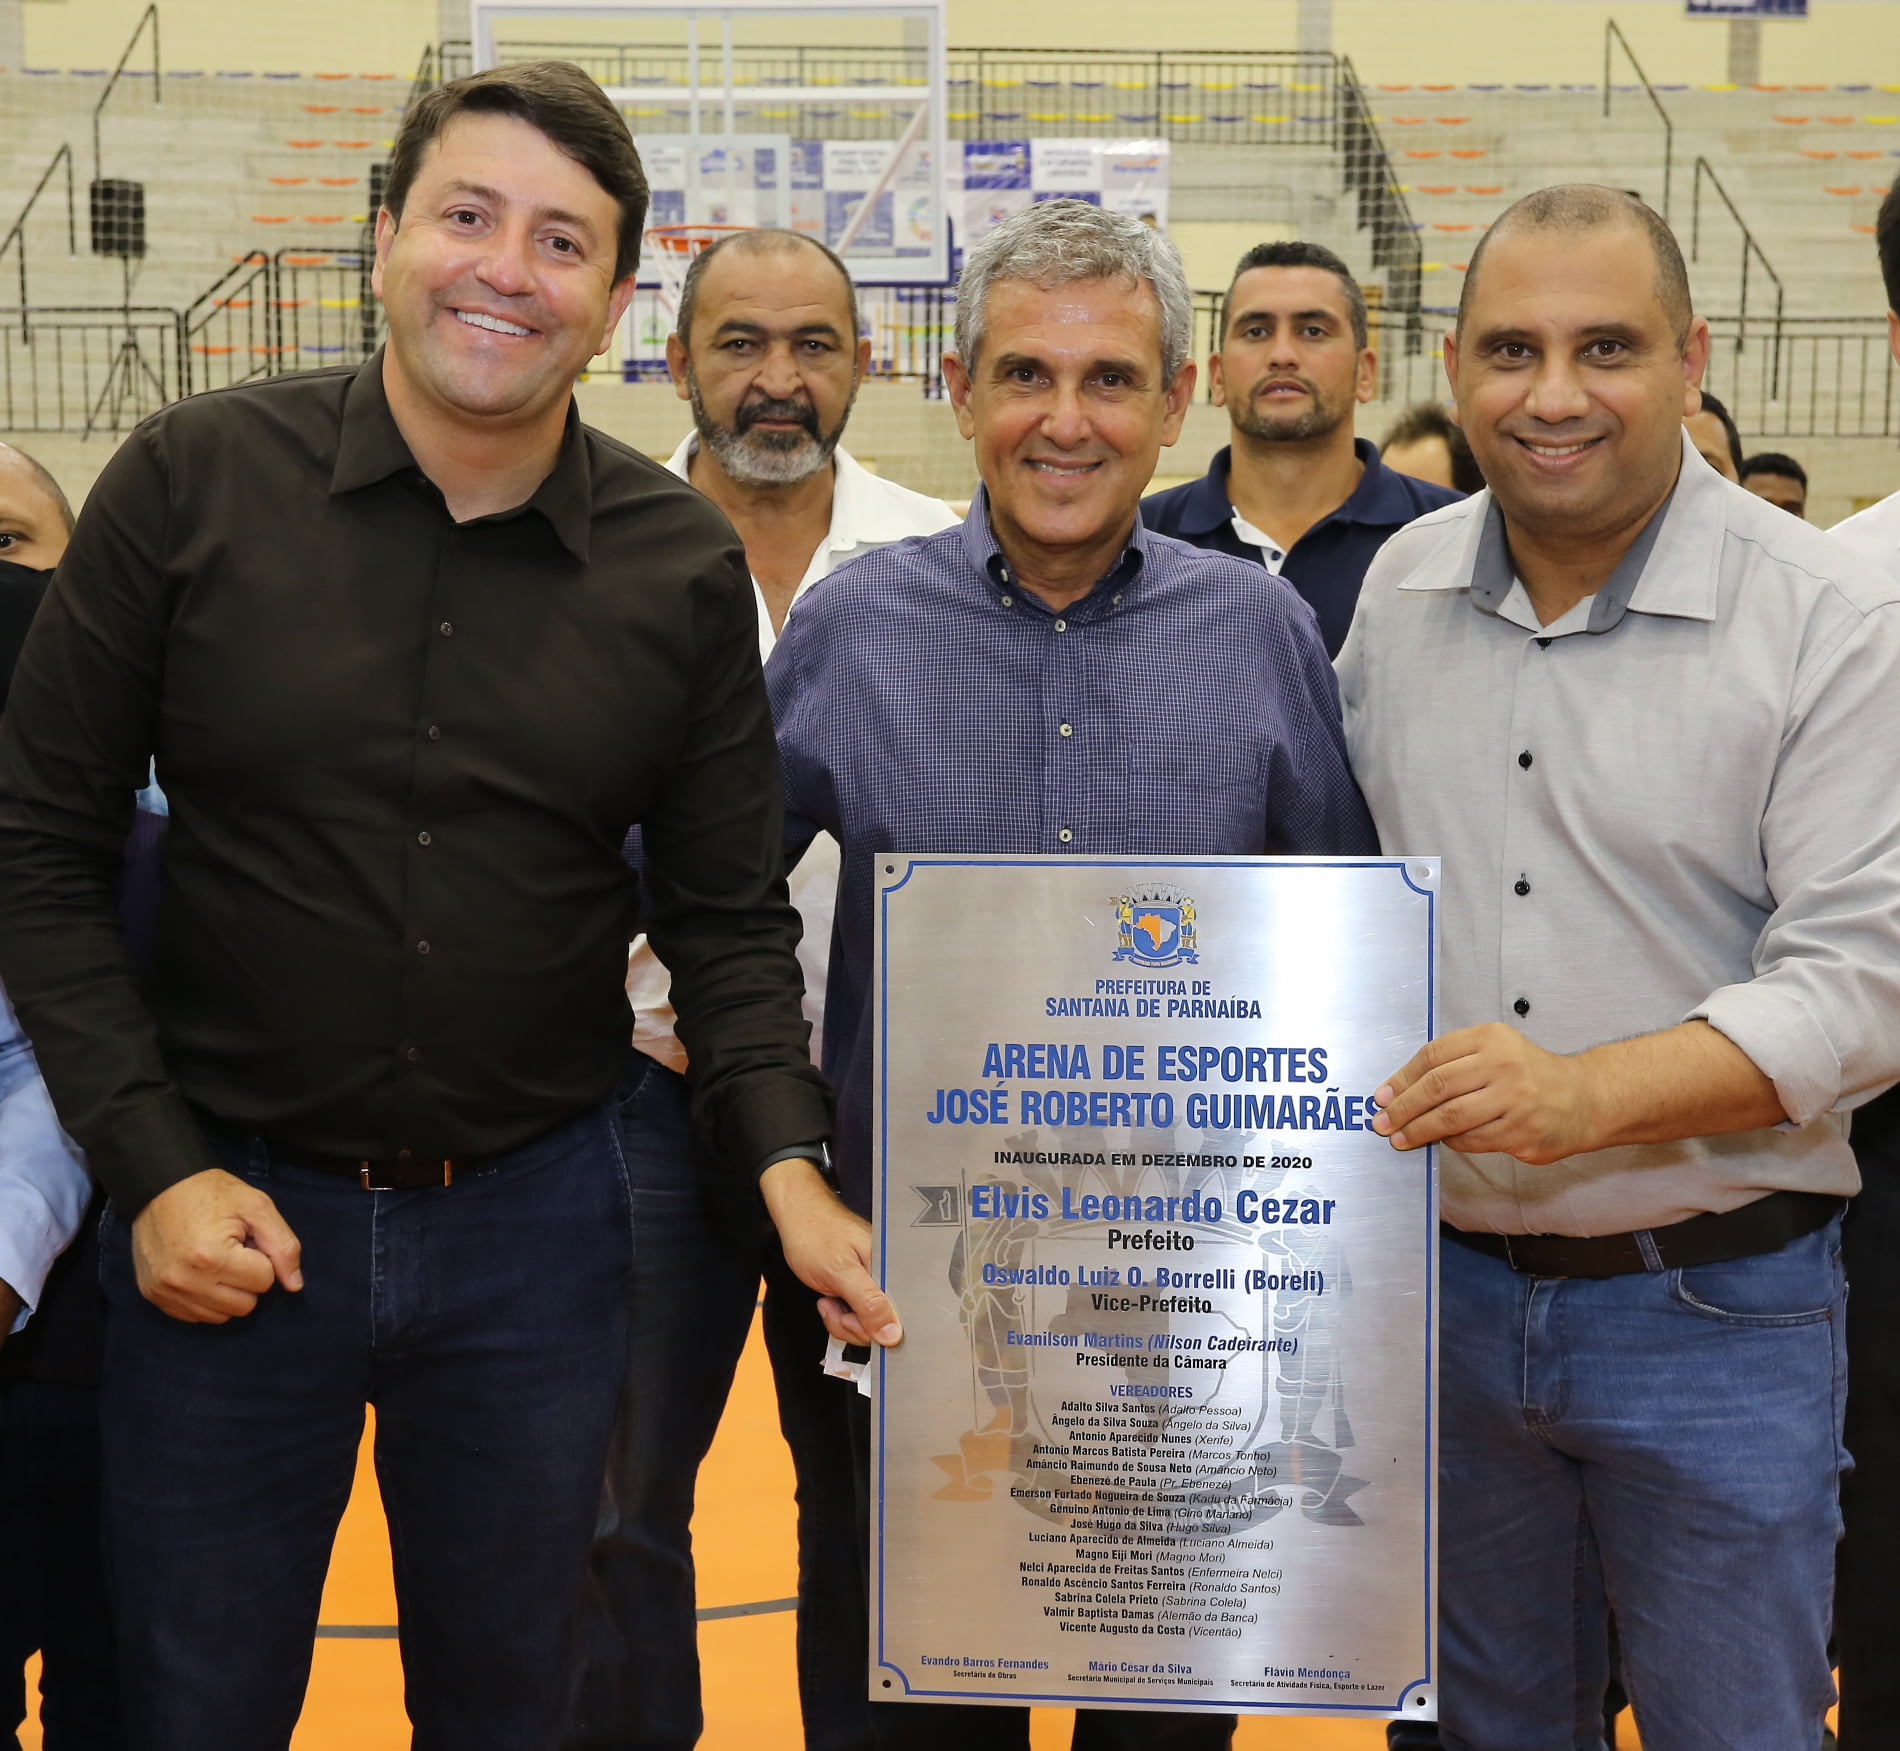 PREFEITURA DE
SANTANA DE PARNAÍBA
ARENA DE ESPORTES
JOSÉ ROBERTO GUIMARÃES
INAUGURADA EM DEZEMBRO DE 2020
Elvis Leonardo Cezar
Prefeito
Oswaldo Luiz O. Borrelli (Boreli)
Vice-Prefeito
Evanilson Martins (Nilson Cadeirante)
Presidente da Câmara
VEREADORES
Adalto Silva Santos (Adalto Pessoa)
Ângelo da Silva Souza (Ângelo da Silva)
Antonio Aparecido Nunes (Xerife)
Antonio Marcos Batista Pereira (Marcos Tonho)
Amâncio Raimundo de Sousa Neto (Amâncio Neto)
Ebenezé de Paula (Pr. Ebenezé)
Emerson Furtado Nogueira de Souza (Kadu da Farmácia)
Genuino Antonio de Lima (Gino Mariano)
José Hugo da Silva (Hugo Silva)
Luciano Aparecido de Almeida (Luciano Almeida)
Magno Eiji Mori (Magno Mori)
Nelci Aparecida de Freitas Santos (Enfermeira Nelci)
Ronaldo Ascêncio Santos Ferreira (Ronaldo Santos)
Sabrina Colela Prieto (Sabrina Colela)
Valmir Baptista Damas (Alemão da Banca)
Vicente Augusto da Costa (Vicentão)
Evandro Barros Fernandes
Secretário de Obras
Mário César da Silva
Secretário Municipal de Serviços Municipais
Flávio Mendonça
Secretário de Atividade Física, Esporte e Lazer